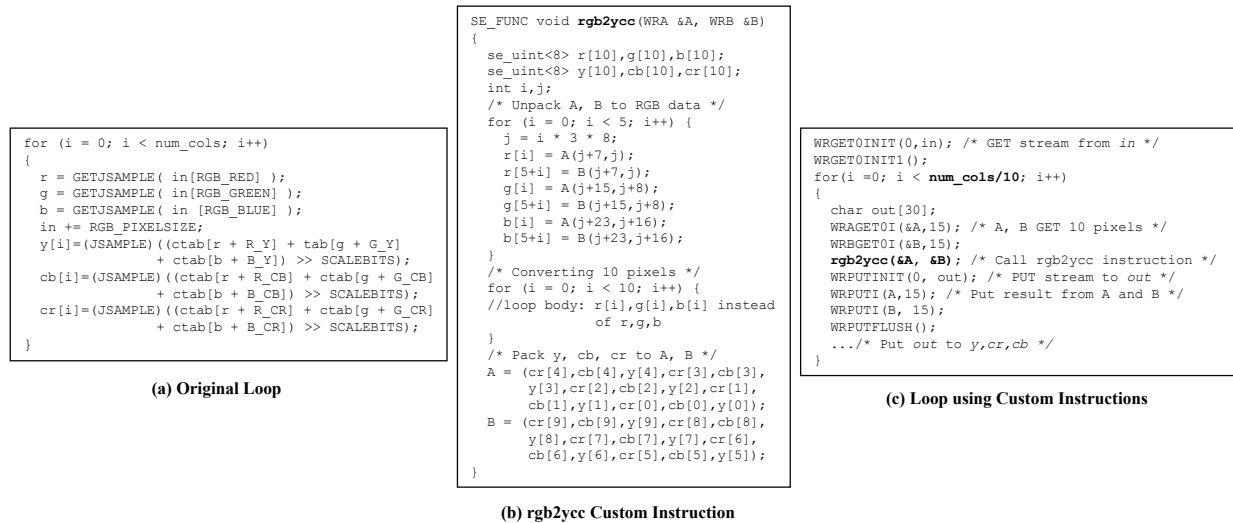 for (i = 0; i < num_cols; i++)
{
r = GETJSAMPLE( in[RGB_RED] );
g = GETJSAMPLE( in[RGB_GREEN] );
b = GETJSAMPLE( in [RGB_BLUE] );
in += RGB_PIXELSIZE;
y[i]=(JSAMPLE)((ctab[r + R_Y] + tab[g + G_Y]
+ ctab[b + B_Y]) >> SCALEBITS);
cb[i]=(JSAMPLE)((ctab[r + R_CB] + ctab[g + G_CB]
+ ctab[b + B_CB]) >> SCALEBITS);
cr[i]=(JSAMPLE)((ctab[r + R_CR] + ctab[g + G_CR]
+ ctab[b + B_CR]) >> SCALEBITS);
}
(a) Original Loop
SE_FUNC void rgb2ycc(WRA &A, WRB &B)
{
se_uint<8> r[10],g[10],b[10];
se_uint<8> y[10],cb[10],cr[10];
int i,j;
/* Unpack A, B to RGB data */
for (i = 0; i < 5; i++) {
j = i * 3 * 8;
r[i] = A(j+7,j);
r[5+i] = B(j+7,j);
g[i] = A(j+15,j+8);
g[5+i] = B(j+15,j+8);
b[i] = A(j+23,j+16);
b[5+i] = B(j+23,j+16);
}
/* Converting 10 pixels */
for (i = 0; i < 10; i++) {
//loop body: r[i],g[i],b[i] instead
of r,g,b
}
/* Pack y, cb, cr to A, B */
A = (cr[4],cb[4],y[4],cr[3],cb[3],
y[3],cr[2],cb[2],y[2],cr[1],
cb[1],y[1],cr[0],cb[0],y[0]);
B = (cr[9],cb[9],y[9],cr[8],cb[8],
y[8],cr[7],cb[7],y[7],cr[6],
cb[6],y[6],cr[5],cb[5],y[5]);
}
(b) rgb2ycc Custom Instruction
WRGET0INIT(0,in); /* GET stream from in */
WRGET0INIT1();
for(i =0; i < num_cols/10; i++)
{
char out[30];
WRAGET0I(&A,15); /* A, B GET 10 pixels */
WRBGET0I(&B,15);
rgb2ycc(&A, &B); /* Call rgb2ycc instruction */
WRPUTINIT(0, out); /* PUT stream to out */
WRPUTI(A,15); /* Put result from A and B */
WRPUTI(B, 15);
WRPUTFLUSH();
.../* Put out to y,cr,cb */
}
(c) Loop using Custom Instructions